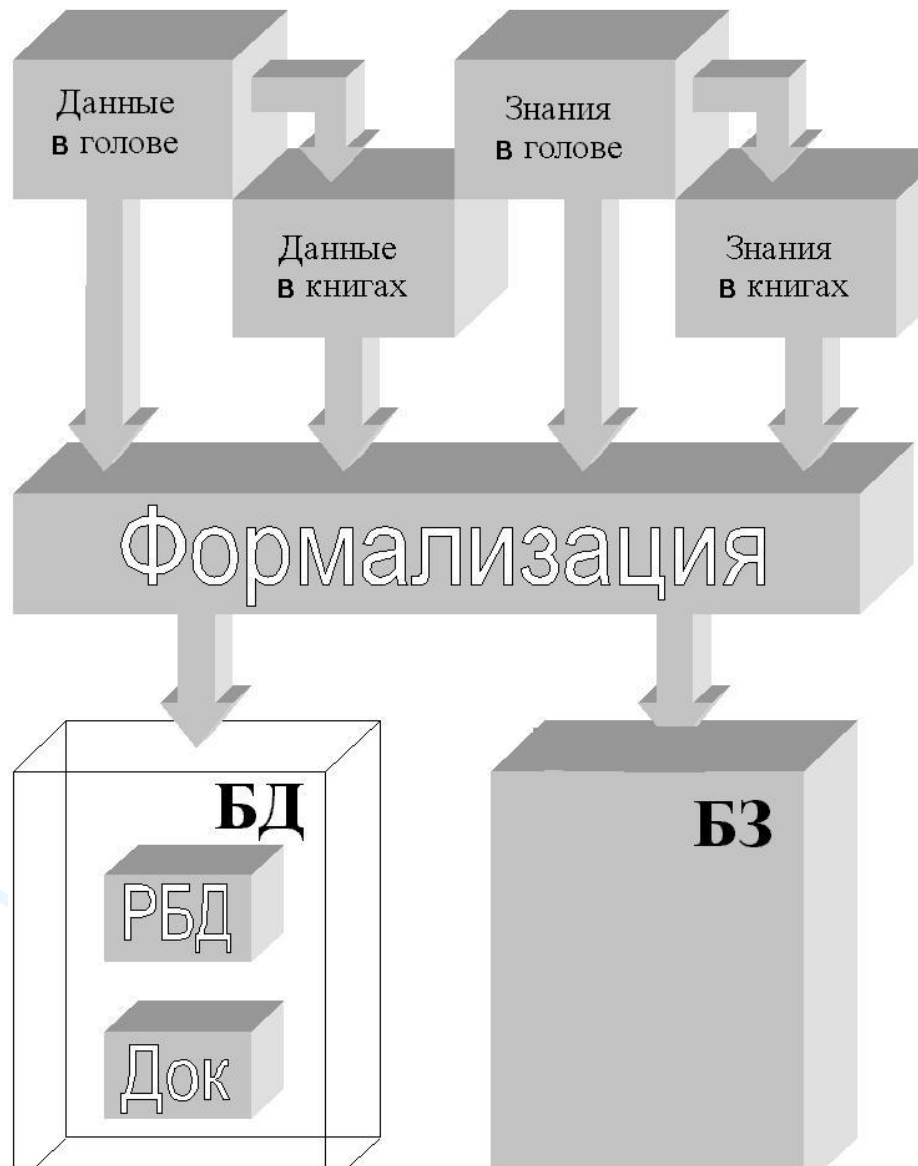 Данные
в голове
Знания
в голове
Данные
в книгах
Знания
в книгах
Формализация
БД
РБД
Док
БЗ